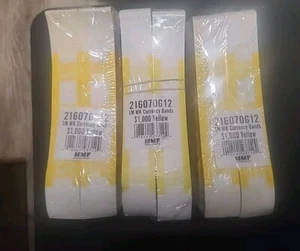 216070G12
1M WR Currency Bands
$1,000 Yellow
MMF
216070G12
1M WR Currency Bands
$1,000 Yellow
MMF
216070G12
1M WR Currency Bands
$1,000 Yellow
MMF